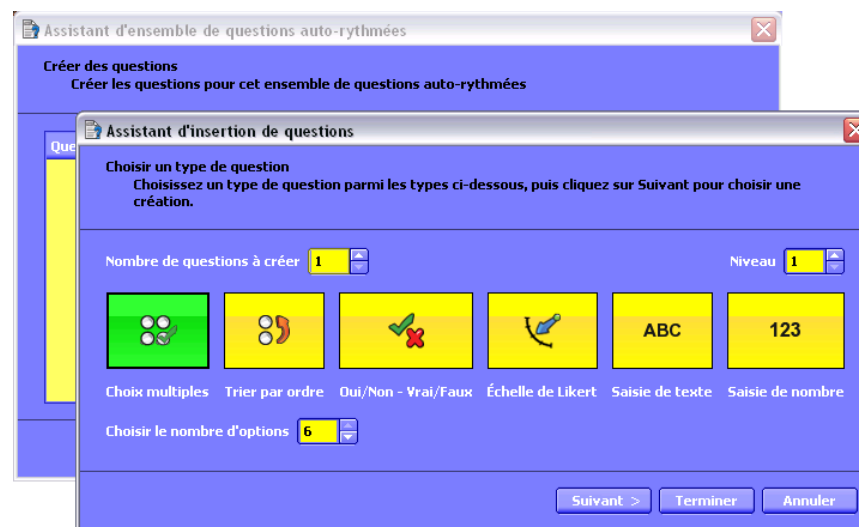 Assistant d'ensemble de questions auto-rythmées
Créer des questions
Créer les questions pour cet ensemble de questions auto-rythmées
Assistant d'insertion de questions
Choisir un type de question
Choisissez un type de question parmi les types ci-dessous, puis cliquez sur Suivant pour choisir une
création.
Nombre de questions à créer 1 Niveau 1
ABC 123
Choix multiples Trier par ordre Oui/Non - Vrai/Faux Échelle de Likert Saisie de texte Saisie de nombre
Choisir le nombre d'options 6
Suivant > Terminer Annuler